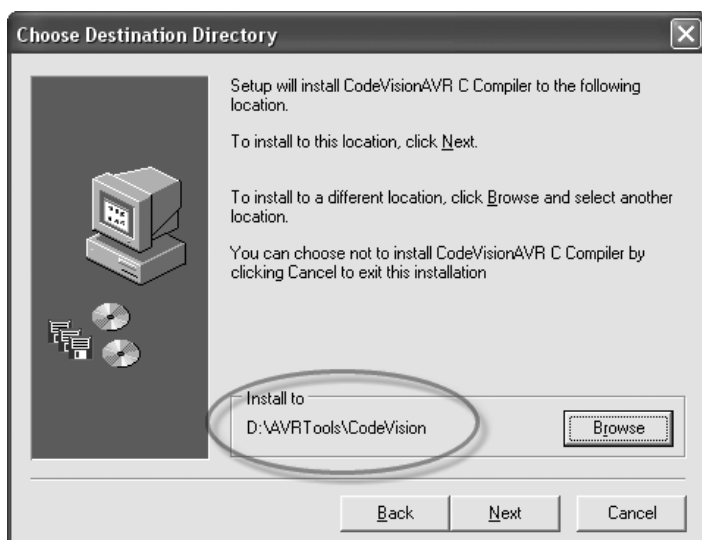 Choose Destination Directory
Setup will install CodeVisionAVR C Compiler to the following
location.
To install to this location, click Next.
To install to a different location, click Browse and select another
location.
You can choose not to install CodeVisionAVR C Compiler by
clicking Cancel to exit this installation
Install to
D:\AVRTools\CodeVision
Browse
Back
Next
Cancel